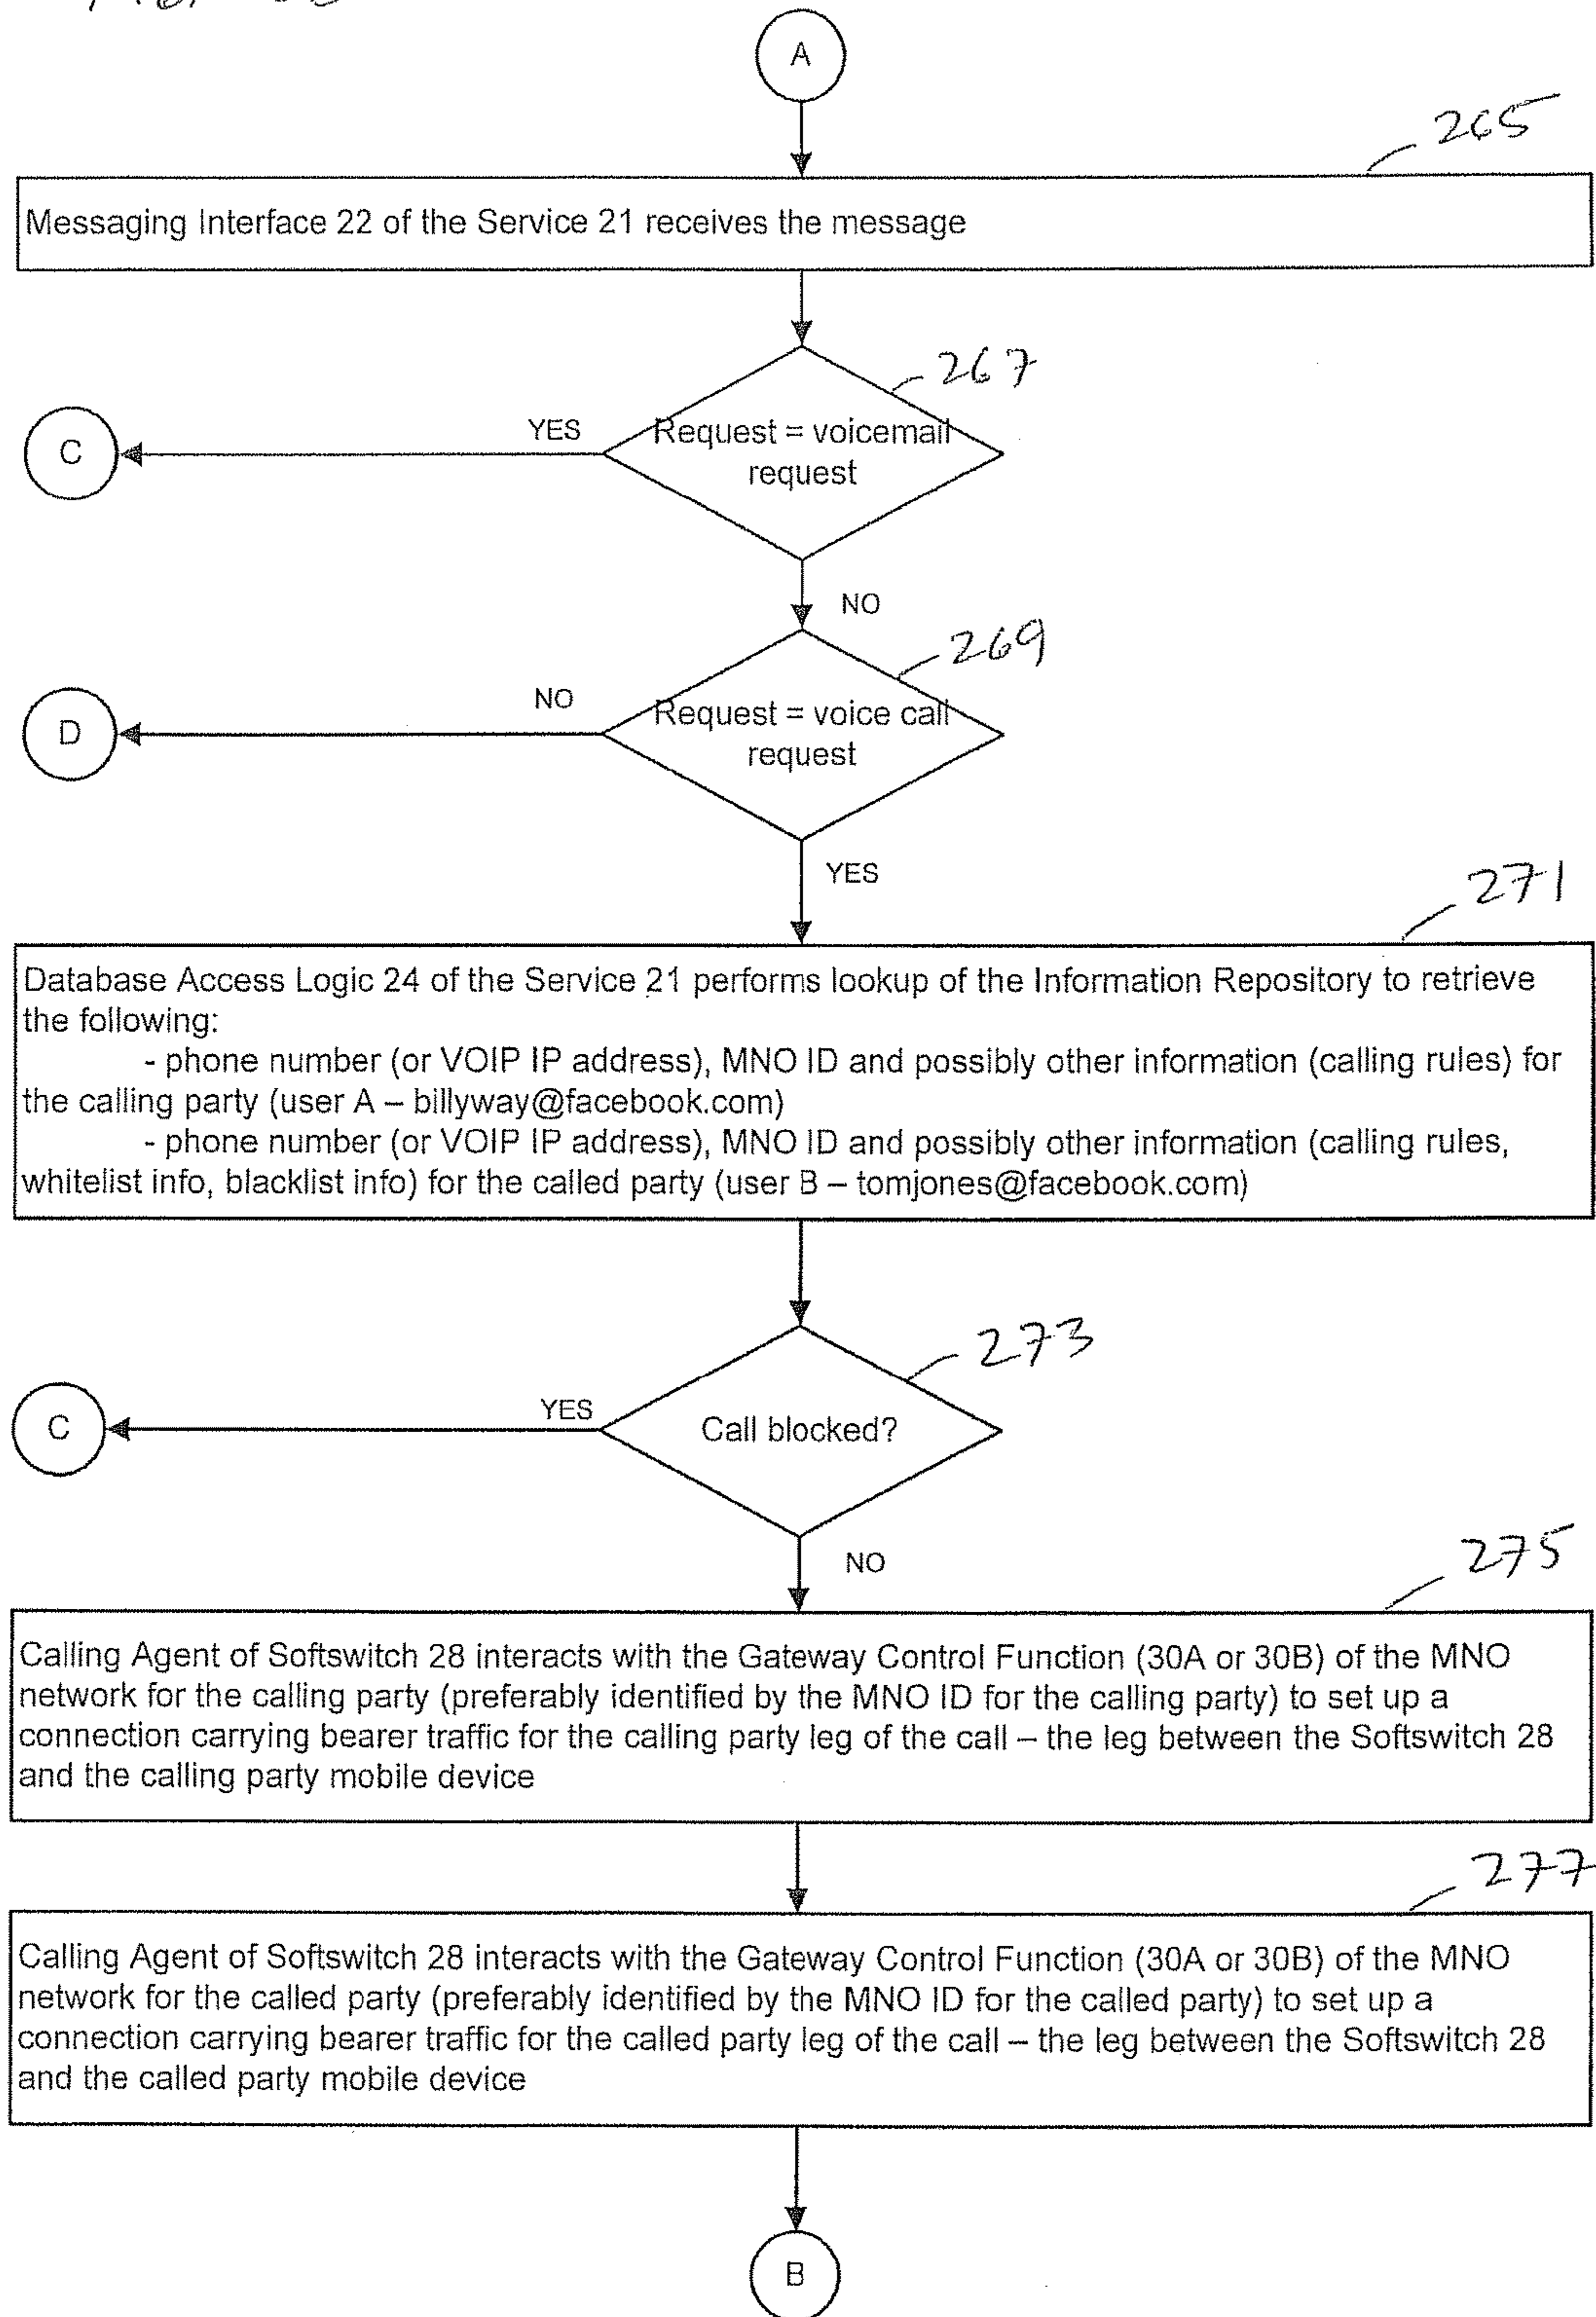 A
265
Messaging Interface 22 of the Service 21 receives the message
267
Request = voicemail
request
YES
C
NO
269
Request = voice call
request
NO
D
YES
271
Database Access Logic 24 of the Service 21 performs lookup of the Information Repository to retrieve
the following:
- phone number (or VOIP IP address), MNO ID and possibly other information (calling rules) for
the calling party (user A – billyway@facebook.com)
- phone number (or VOIP IP address), MNO ID and possibly other information (calling rules,
whitelist info, blacklist info) for the called party (user B – tomjones@facebook.com)
273
Call blocked?
YES
C
NO
275
Calling Agent of Softswitch 28 interacts with the Gateway Control Function (30A or 30B) of the MNO
network for the calling party (preferably identified by the MNO ID for the calling party) to set up a
connection carrying bearer traffic for the calling party leg of the call – the leg between the Softswitch 28
and the calling party mobile device
277
Calling Agent of Softswitch 28 interacts with the Gateway Control Function (30A or 30B) of the MNO
network for the called party (preferably identified by the MNO ID for the called party) to set up a
connection carrying bearer traffic for the called party leg of the call – the leg between the Softswitch 28
and the called party mobile device
B